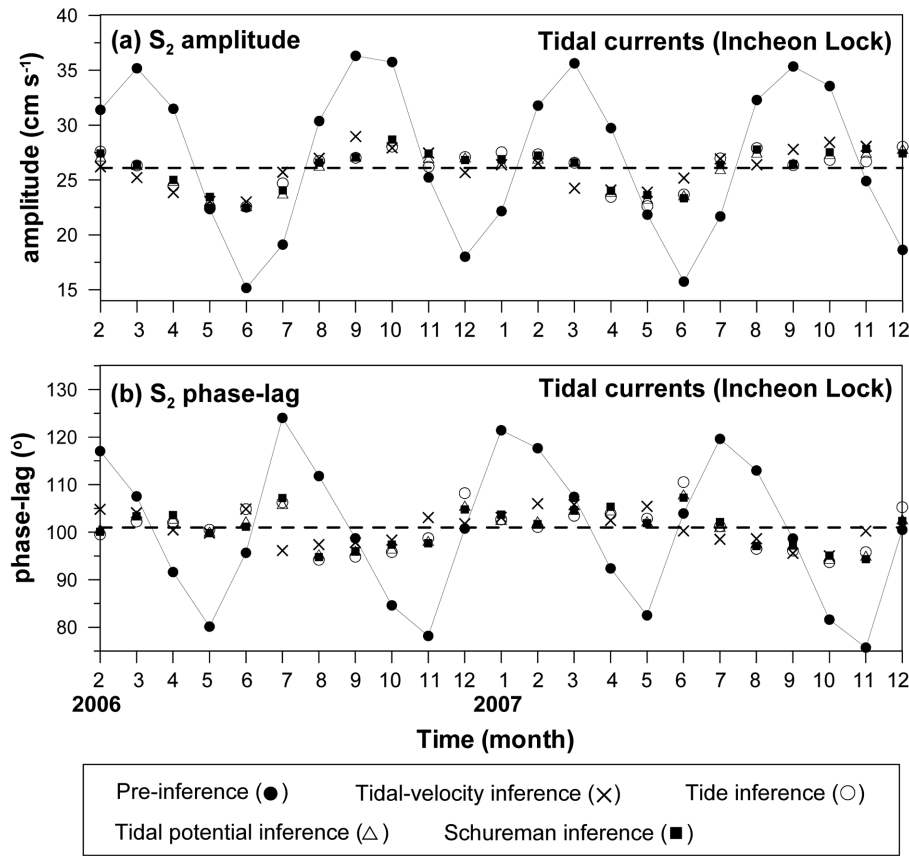 (a) S₂ amplitude
Tidal currents (Incheon Lock)
amplitude (cm s⁻¹)
40
35
30
25
20
15
2 3 4 5 6 7 8 9 10 11 12 1 2 3 4 5 6 7 8 9 10 11 12
(b) S₂ phase-lag
Tidal currents (Incheon Lock)
phase-lag (º)
130
120
110
100
90
80
2 3 4 5 6 7 8 9 10 11 12 1 2 3 4 5 6 7 8 9 10 11 12
2006 2007
Time (month)
Pre-inference (●) Tidal-velocity inference (×) Tide inference (○)
Tidal potential inference (△) Schureman inference (■)